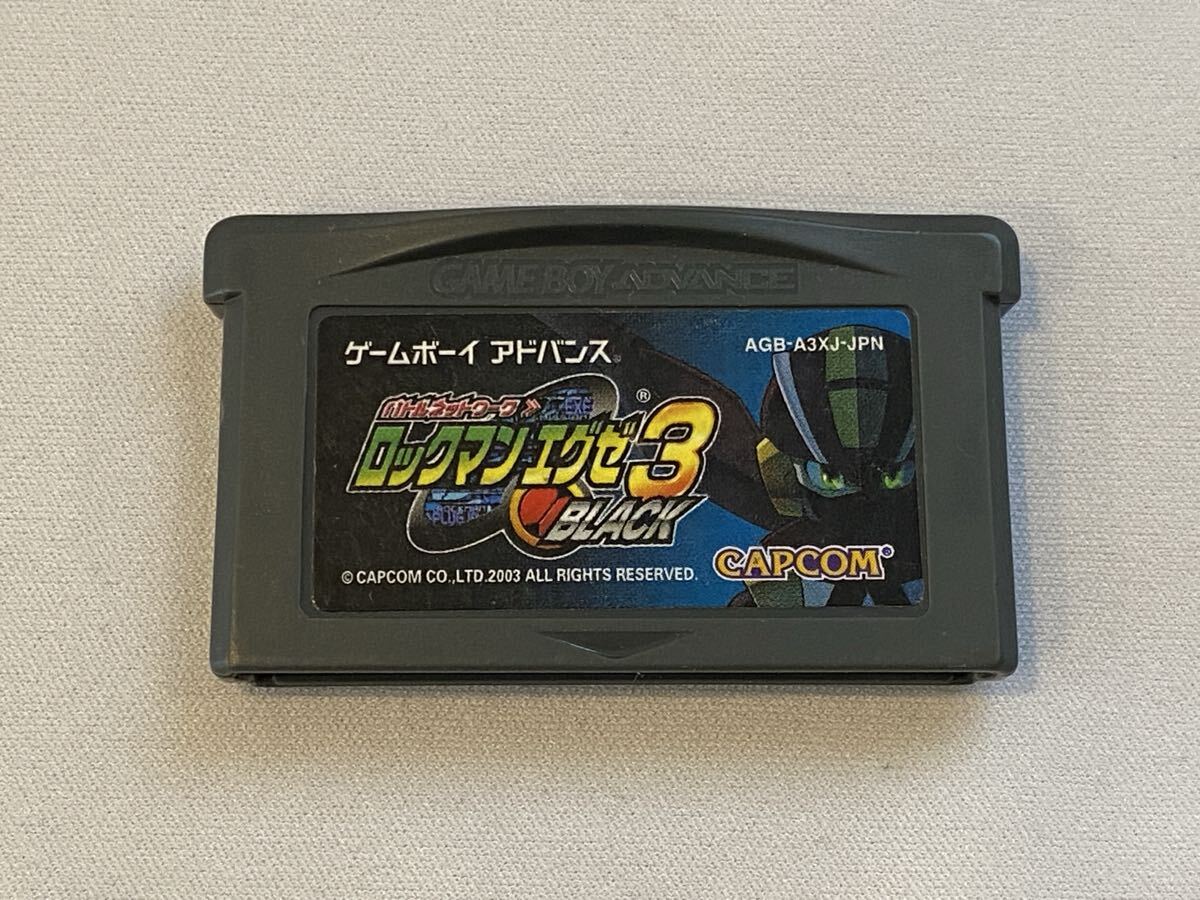 GAME BOY ADVANCE
ゲームボーイ アドバンス
AGB-A3XJ-JPN
バトルネットワーク
ロックマン エグゼ3®
BLACK
CAPCOM®
© CAPCOM CO.,LTD.2003 ALL RIGHTS RESERVED.